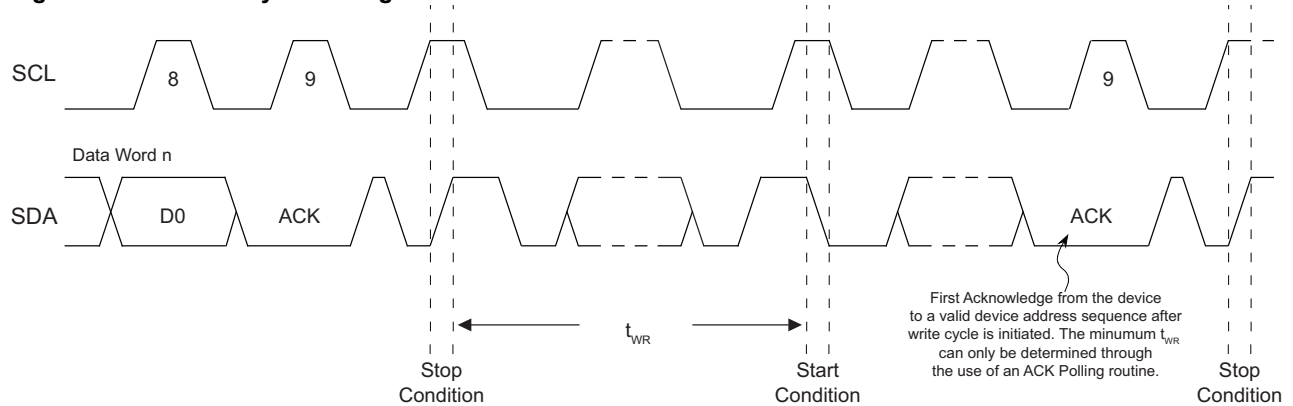 SCL
8
9
9
Data Word n
SDA
D0
ACK
ACK
First Acknowledge from the device
to a valid device address sequence after
write cycle is initiated. The minumum tWR
can only be determined through
the use of an ACK Polling routine.
tWR
Stop
Condition
Start
Condition
Stop
Condition